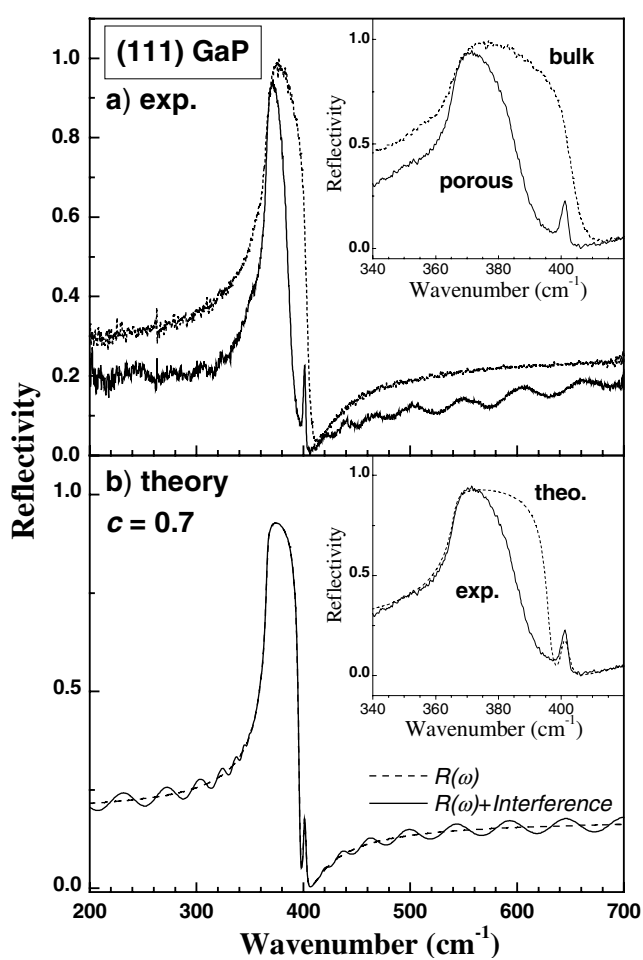 (111) GaP
a) exp.
1.0
0.8
0.6
0.4
0.2
0.0
Reflectivity
1.0
0.5
0.0
340 360 380 400
Wavenumber (cm-1)
bulk
porous
Reflectivity
b) theory
c = 0.7
1.0
0.5
0.0
Reflectivity
1.0
0.5
0.0
340 360 380 400
Wavenumber (cm-1)
theo.
exp.
R(ω)
R(ω)+Interference
200 300 400 500 600 700
Wavenumber (cm-1)